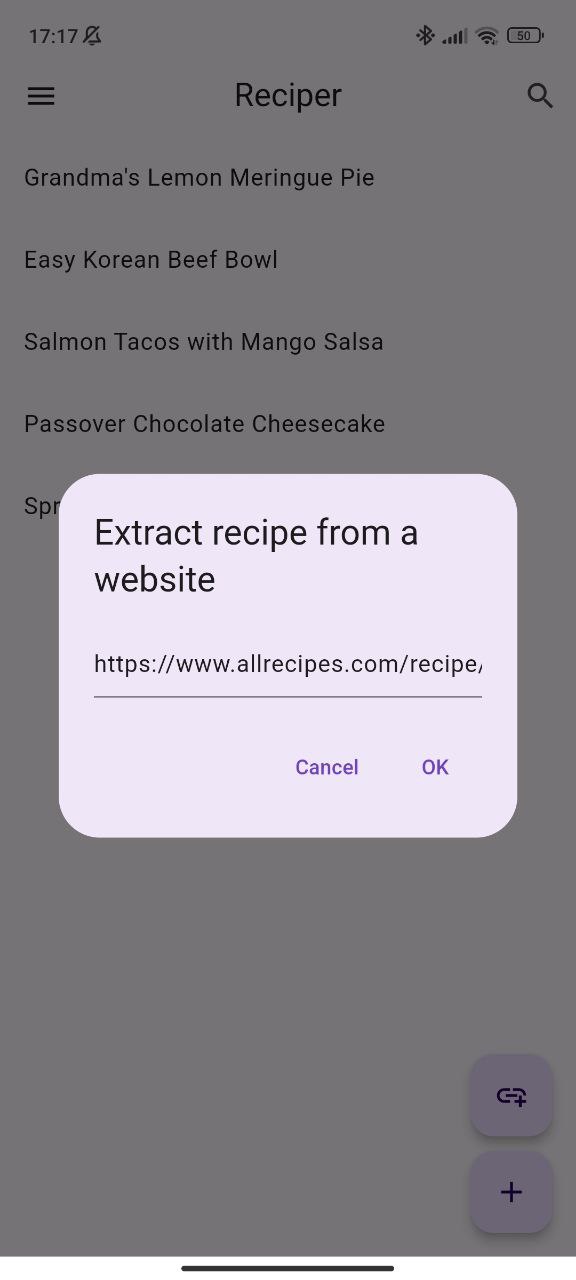 17:17
50
Reciper
Grandma's Lemon Meringue Pie
Easy Korean Beef Bowl
Salmon Tacos with Mango Salsa
Passover Chocolate Cheesecake
Spr
Extract recipe from a
website
https://www.allrecipes.com/recipe/
Cancel OK